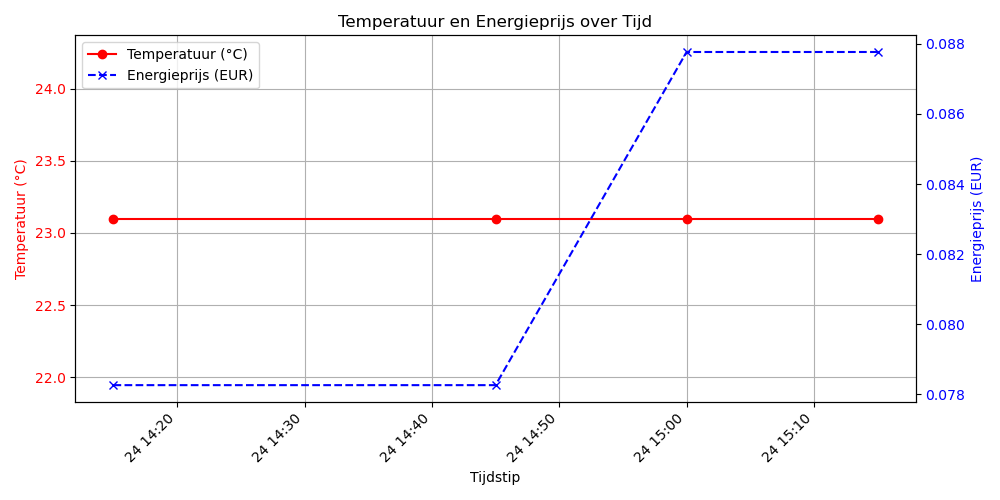 Temperatuur en Energieprijs over Tijd
Temperatuur (°C)
Energieprijs (EUR)
24.0
23.5
23.0
22.5
22.0
Temperatuur (°C)
0.088
0.086
0.084
0.082
0.080
0.078
Energieprijs (EUR)
24 14:20
24 14:30
24 14:40
24 14:50
24 15:00
24 15:10
Tijdstip